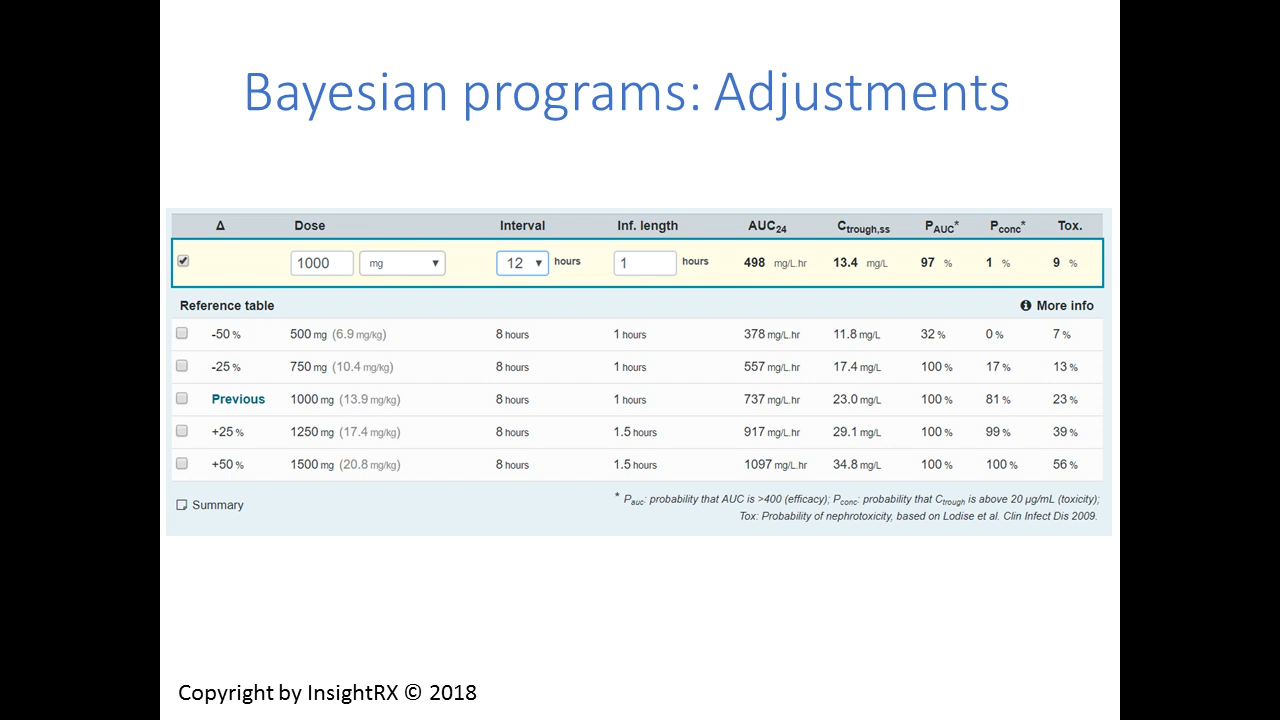 Bayesian programs: Adjustments
Δ Dose Interval Inf. length AUC24 Ctrough,ss PAUC* Pconc* Tox.
1000 mg 12 hours 1 hours 498 mg/L.hr 13.4 mg/L 97 % 1 % 9 %
Reference table More info
-50 % 500 mg (6.9 mg/kg) 8 hours 1 hours 378 mg/L.hr 11.8 mg/L 32 % 0 % 7 %
-25 % 750 mg (10.4 mg/kg) 8 hours 1 hours 557 mg/L.hr 17.4 mg/L 100 % 17 % 13 %
Previous 1000 mg (13.9 mg/kg) 8 hours 1 hours 737 mg/L.hr 23.0 mg/L 100 % 81 % 23 %
+25 % 1250 mg (17.4 mg/kg) 8 hours 1.5 hours 917 mg/L.hr 29.1 mg/L 100 % 99 % 39 %
+50 % 1500 mg (20.8 mg/kg) 8 hours 1.5 hours 1097 mg/L.hr 34.8 mg/L 100 % 100 % 56 %
Summary
* Pauc: probability that AUC is >400 (efficacy); Pconc: probability that Ctrough is above 20 μg/mL (toxicity);
Tox: Probability of nephrotoxicity, based on Lodise et al. Clin Infect Dis 2009.
Copyright by InsightRX © 2018